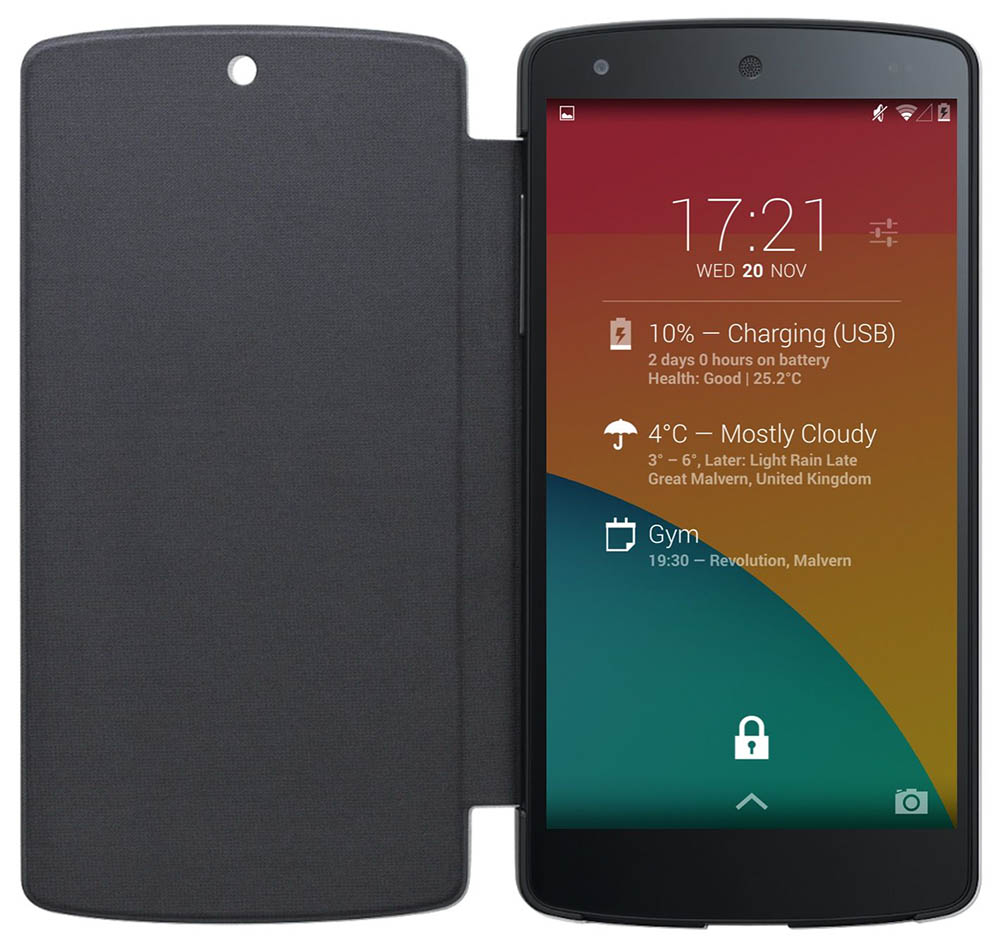 17:21
WED 20 NOV
10% — Charging (USB)
2 days 0 hours on battery
Health: Good | 25.2°C
4°C — Mostly Cloudy
3° – 6°, Later: Light Rain Late
Great Malvern, United Kingdom
Gym
19:30 — Revolution, Malvern